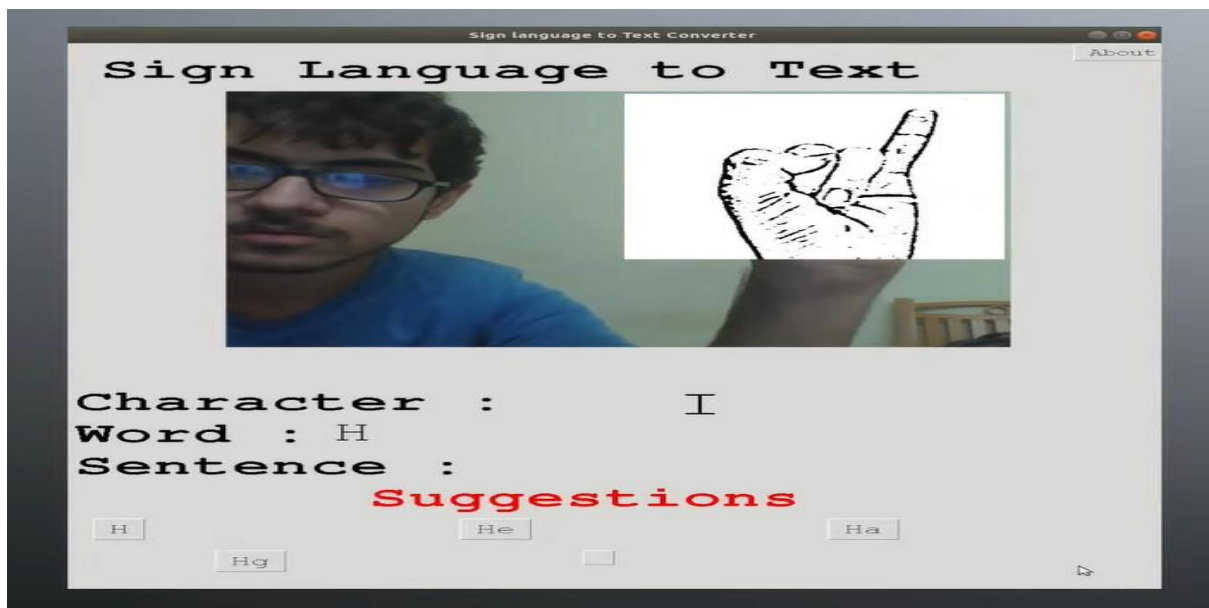 Sign language to Text Converter
About
Sign Language to Text
Character : I
Word : H
Sentence :
Suggestions
H He Ha
Hg